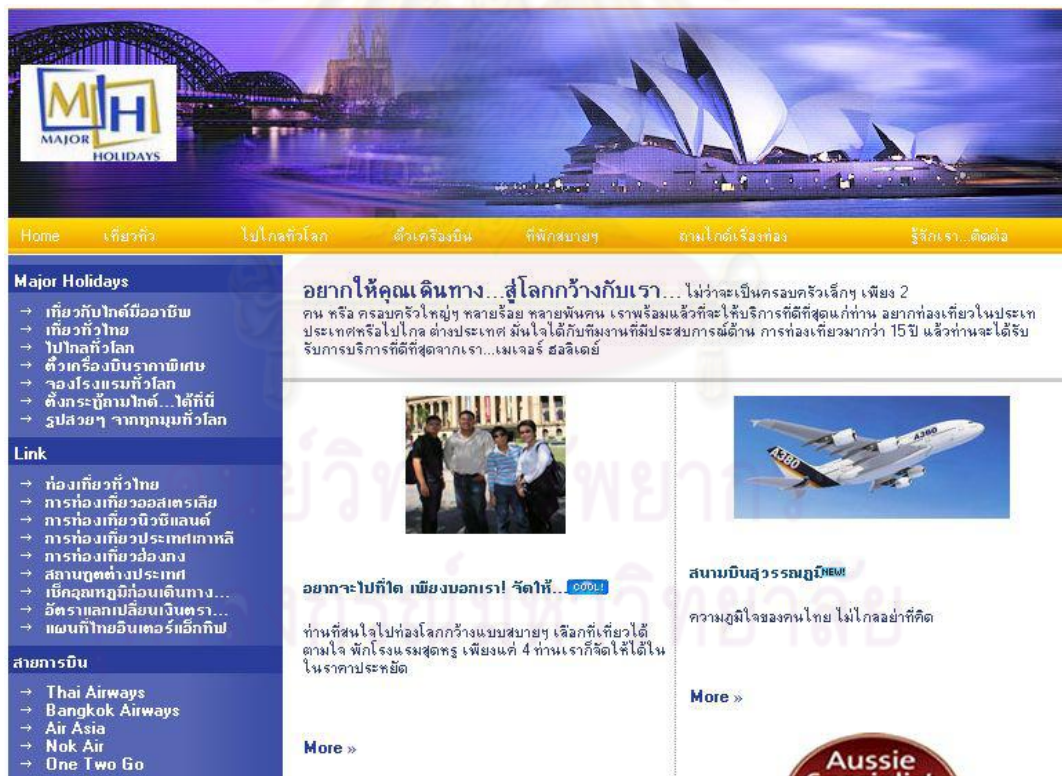 MAJOR
HOLIDAYS
Home เที่ยวทั่ว ไปไกลทั่วโลก ตั๋วเครื่องบิน ที่พักสบายๆ ถามไกด์เรื่องท่อง รู้จักเรา...ติดต่อ
Major Holidays
→ เที่ยวกับไกด์มืออาชีพ
→ เที่ยวทั่วไทย
→ ไปไกลทั่วโลก
→ ตั๋วเครื่องบินราคาพิเศษ
→ จองโรงแรมทั่วโลก
→ ตั้งกระทู้ถามไกด์...ได้ที่นี่
→ รูปสวยๆ จากทุกมุมทั่วโลก
Link
→ ท่องเที่ยวทั่วไทย
→ การท่องเที่ยวออสเตรเลีย
→ การท่องเที่ยวนิวซีแลนด์
→ การท่องเที่ยวประเทศเกาหลี
→ การท่องเที่ยวฮ่องกง
→ สถานฑูตต่างประเทศ
→ เช็คอุณหภูมิก่อนเดินทาง...
→ อัตราแลกเปลี่ยนเงินตรา...
→ แผนที่ไทยอินเตอร์แอ็กทิฟ
สายการบิน
→ Thai Airways
→ Bangkok Airways
→ Air Asia
→ Nok Air
→ One Two Go
อยากให้คุณเดินทาง...สู่โลกกว้างกับเรา... ไม่ว่าจะเป็นครอบครัวเล็กๆ เพียง 2
คน หรือ ครอบครัวใหญ่ๆ หลายร้อย หลายพันคน เราพร้อมแล้วที่จะให้บริการที่ดีที่สุดแก่ท่าน อยากท่องเที่ยวในประเท
ประเทศหรือไปไกล ต่างประเทศ มั่นใจได้กับทีมงานที่มีประสบการณ์ด้าน การท่องเที่ยวมากว่า 15 ปี แล้วท่านจะได้รับ
รับการบริการที่ดีที่สุดจากเรา...เมเจอร์ ฮอลิเดย์
อยากจะไปที่ใด เพียงบอกเรา! จัดให้... COOL!
ท่านที่สนใจไปท่องโลกกว้างแบบสบายๆ เลือกที่เที่ยวได้
ตามใจ พักโรงแรมสุดหรู เพียงแค่ 4 ท่านเราก็จัดให้ได้ใน
ในราคาประหยัด
More »
A380
A380
สนามบินสุวรรณภูมิ NEW!
ความภูมิใจของคนไทย ไม่ไกลอย่าที่คิด
More »
Aussie